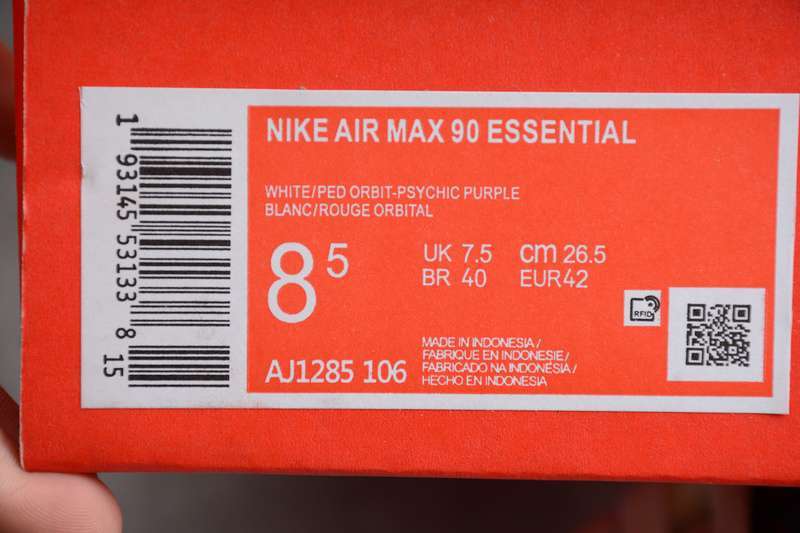 1 93145 53133 8 15
NIKE AIR MAX 90 ESSENTIAL
WHITE/PED ORBIT-PSYCHIC PURPLE
BLANC/ROUGE ORBITAL
8 5
UK 7.5 cm 26.5
BR 40 EUR42
RFID
AJ1285 106
MADE IN INDONESIA /
FABRIQUE EN INDONESIE /
FABRICADO NA INDONÉSIA /
HECHO EN INDONESIA